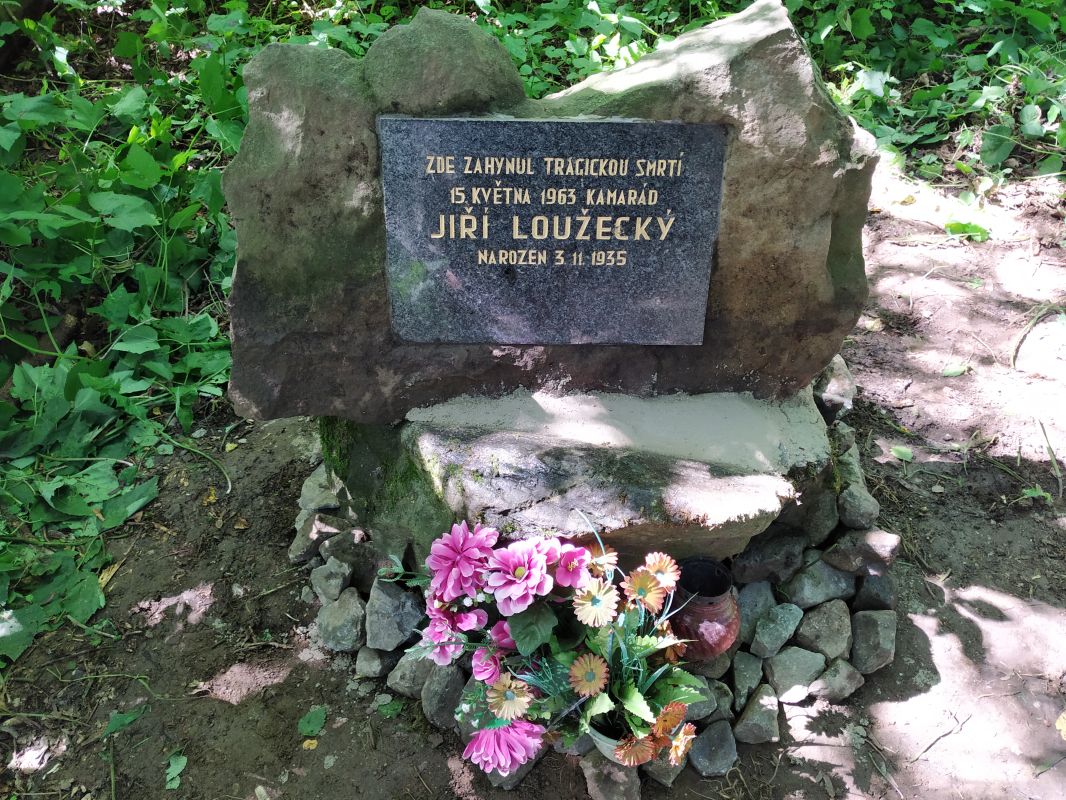 ZDE ZAHYNUL TRAGICKOU SMRTÍ
15. KVĚTNA 1963 KAMARÁD
JIŘÍ LOUŽECKÝ
NAROZEN 3 11 1935